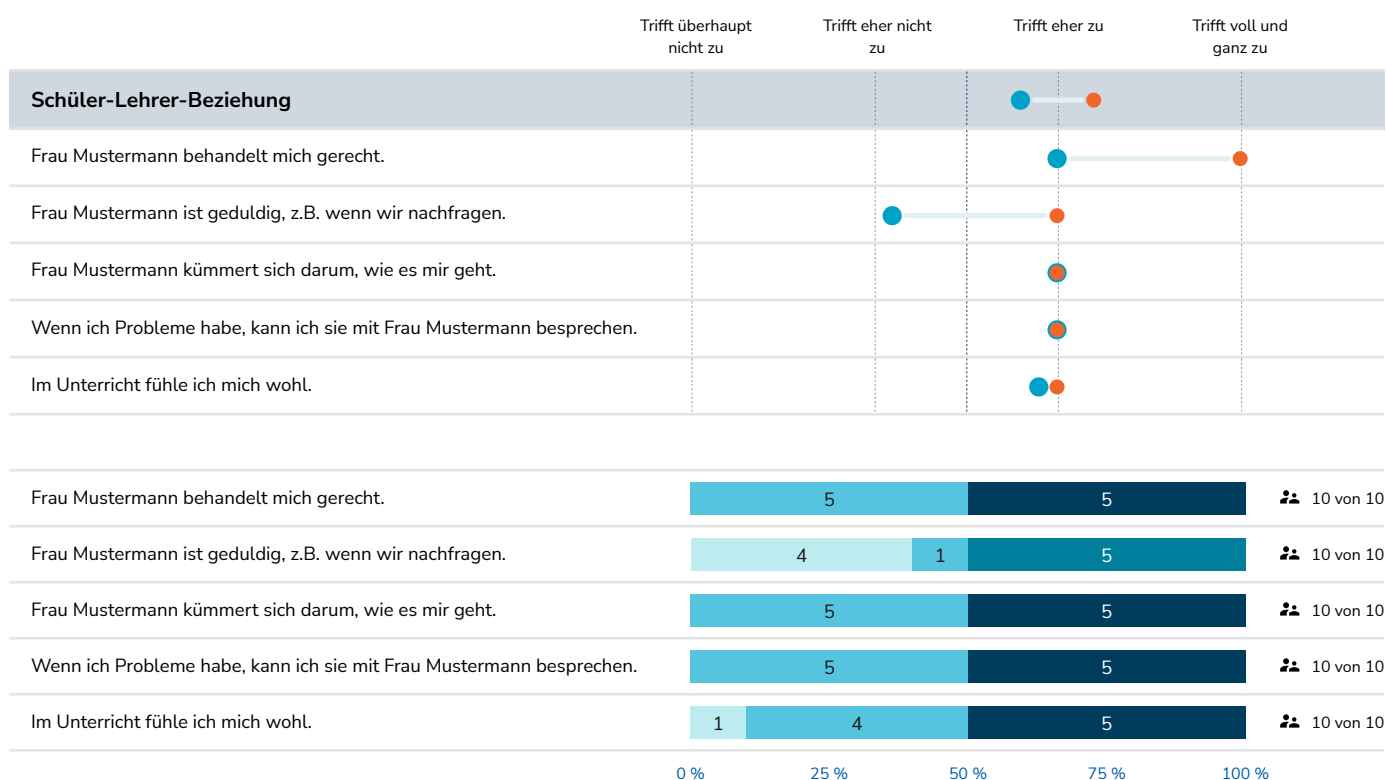 Trifft überhaupt nicht zu
Trifft eher nicht zu
Trifft eher zu
Trifft voll und ganz zu
Schüler-Lehrer-Beziehung
Frau Mustermann behandelt mich gerecht.
Frau Mustermann ist geduldig, z.B. wenn wir nachfragen.
Frau Mustermann kümmert sich darum, wie es mir geht.
Wenn ich Probleme habe, kann ich sie mit Frau Mustermann besprechen.
Im Unterricht fühle ich mich wohl.
Frau Mustermann behandelt mich gerecht. 5 5 10 von 10
Frau Mustermann ist geduldig, z.B. wenn wir nachfragen. 4 1 5 10 von 10
Frau Mustermann kümmert sich darum, wie es mir geht. 5 5 10 von 10
Wenn ich Probleme habe, kann ich sie mit Frau Mustermann besprechen. 5 5 10 von 10
Im Unterricht fühle ich mich wohl. 1 4 5 10 von 10
0 % 25 % 50 % 75 % 100 %